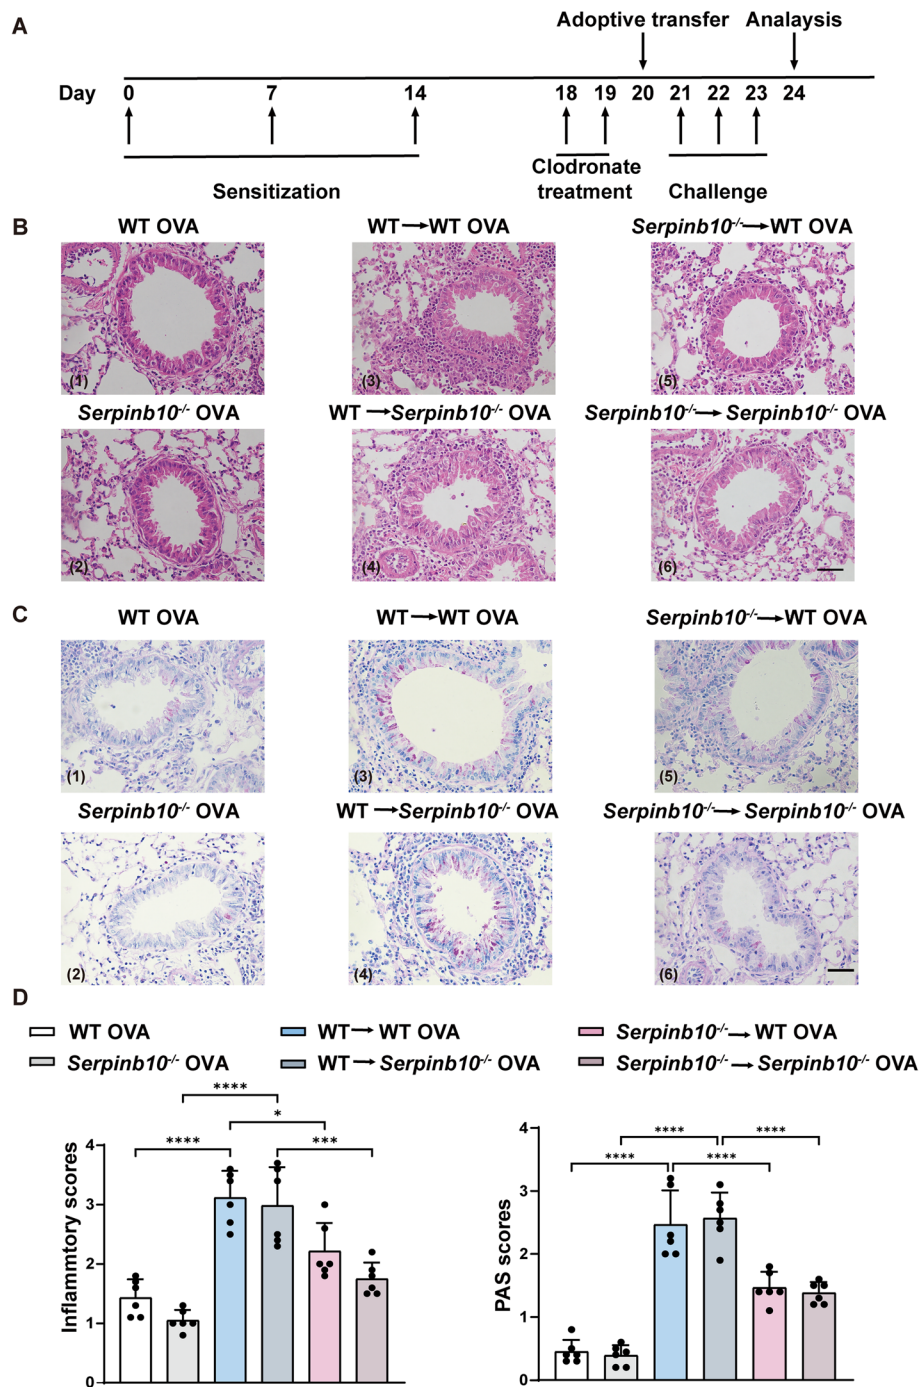 A
Adoptive transfer Analaysis
Day 0 7 14 18 19 20 21 22 23 24
Sensitization
Clodronate
treatment
Challenge
B
WT OVA
WT→WT OVA
Serpinb10-/-→WT OVA
(1)
(3)
(5)
Serpinb10-/- OVA
WT→Serpinb10-/- OVA
Serpinb10-/-→Serpinb10-/- OVA
(2)
(4)
(6)
C
WT OVA
WT→WT OVA
Serpinb10-/-→WT OVA
(1)
(3)
(5)
Serpinb10-/- OVA
WT→Serpinb10-/- OVA
Serpinb10-/-→Serpinb10-/- OVA
(2)
(4)
(6)
D
WT OVA
WT→WT OVA
Serpinb10-/-→WT OVA
Serpinb10-/- OVA
WT→Serpinb10-/- OVA
Serpinb10-/-→Serpinb10-/- OVA
Inflammtory scores
4
3
2
1
0
****
*
****
***
PAS scores
4
3
2
1
0
****
****
****
****